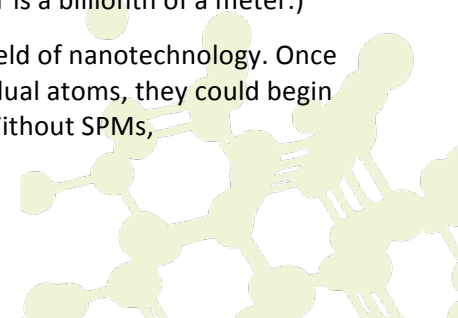 is a billionth of a meter.)
eld of nanotechnology. Once
dual atoms, they could begin
Without SPMs,